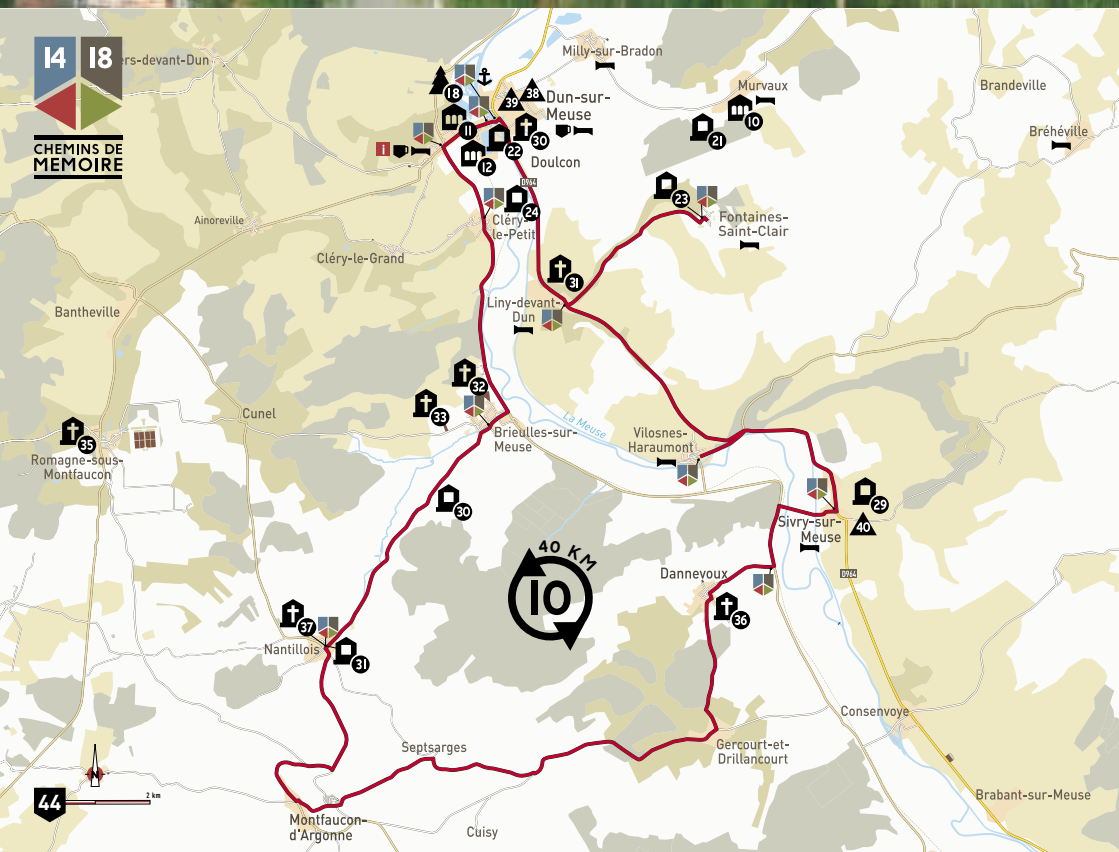 14 18
CHEMINS DE
MEMOIRE
ers-devant-Dun
Milly-sur-Bradon
Brandeville
Murvaux
Bréhéville
18
39
38
Dun-sur-
Meuse
10
21
11
12
22
30
i
Doulcon
D964
24
23
Cléry-
le-Petit
Fontaines-
Saint-Clair
Aincreville
Cléry-le-Grand
31
Bantheville
Liny-devant-
Dun
32
33
Cunel
La Meuse
Brieulles-sur-
Meuse
Vilosnes-
Haraumont
35
Romagne-sous-
Montfaucon
30
29
40
Sivry-sur-
Meuse
40 KM
10
D964
Dannevoux
36
37
Nantillois
31
Consenvoye
Septsarges
Gercourt-et-
Drillancourt
N
44
2 km
Brabant-sur-Meuse
Montfaucon-
d'Argonne
Cuisy